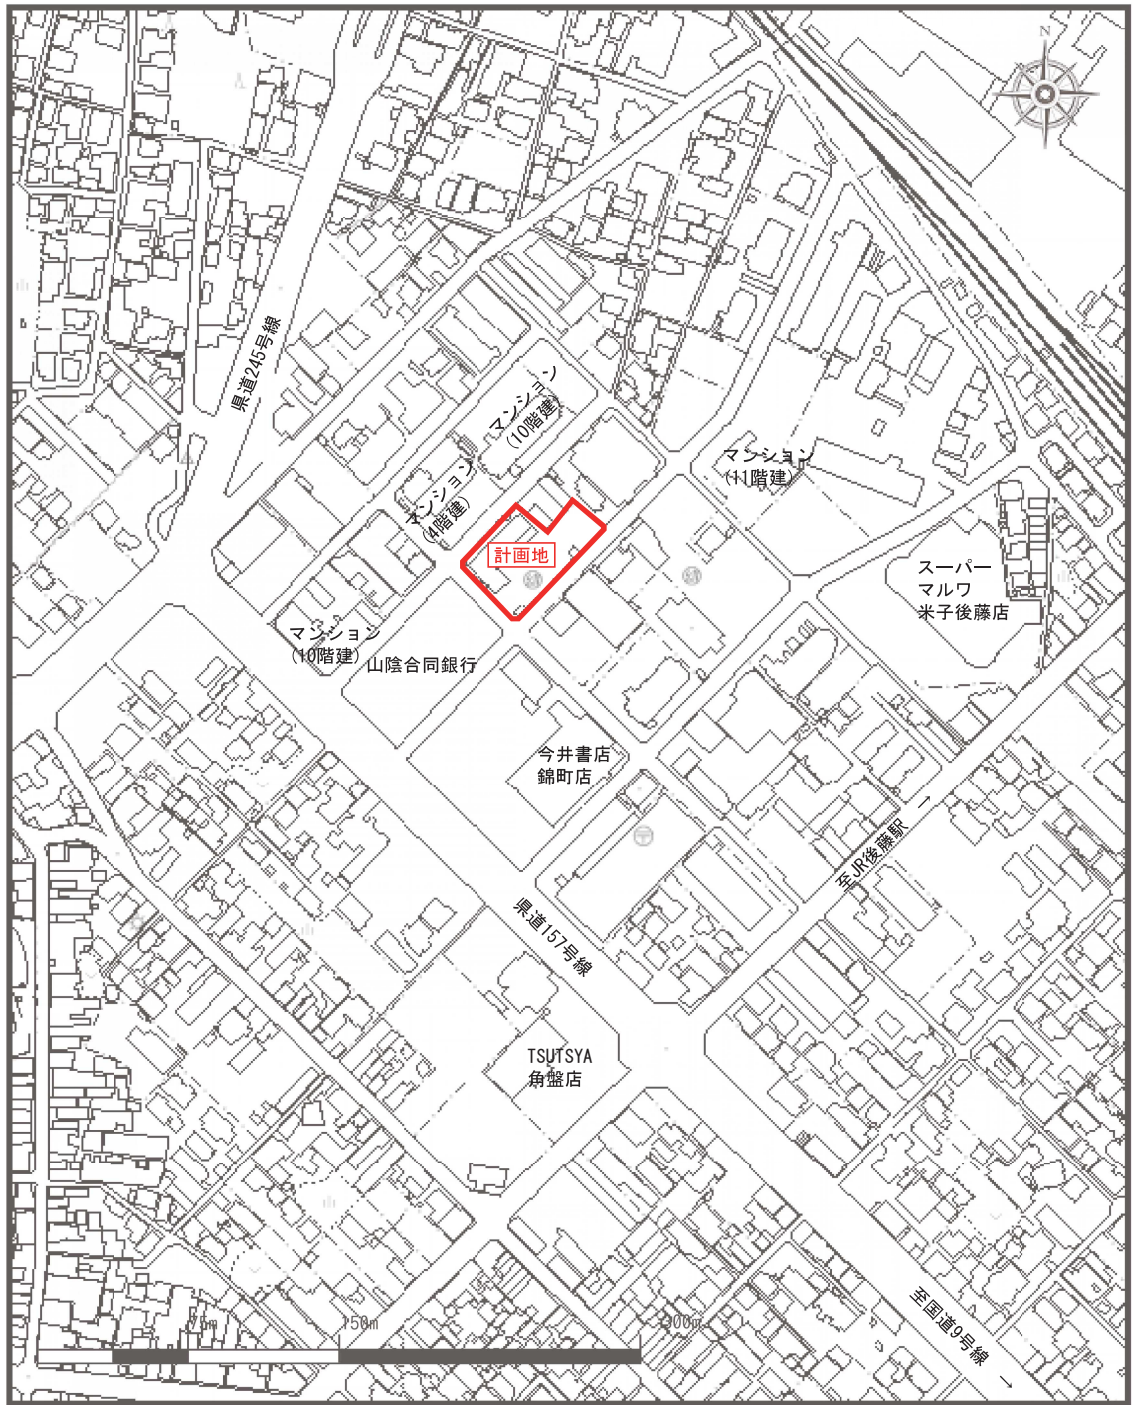 N
県道245号線
マンション
(10階建)
マンション
(4階建)
マンション
(11階建)
計画地
スーパー
マルワ
米子後藤店
マンション
(10階建)
山陰合同銀行
今井書店
錦町店
至JR後藤駅→
県道157号線
TSUTSYA
角盤店
至国道9号線→
75m
150m
300m